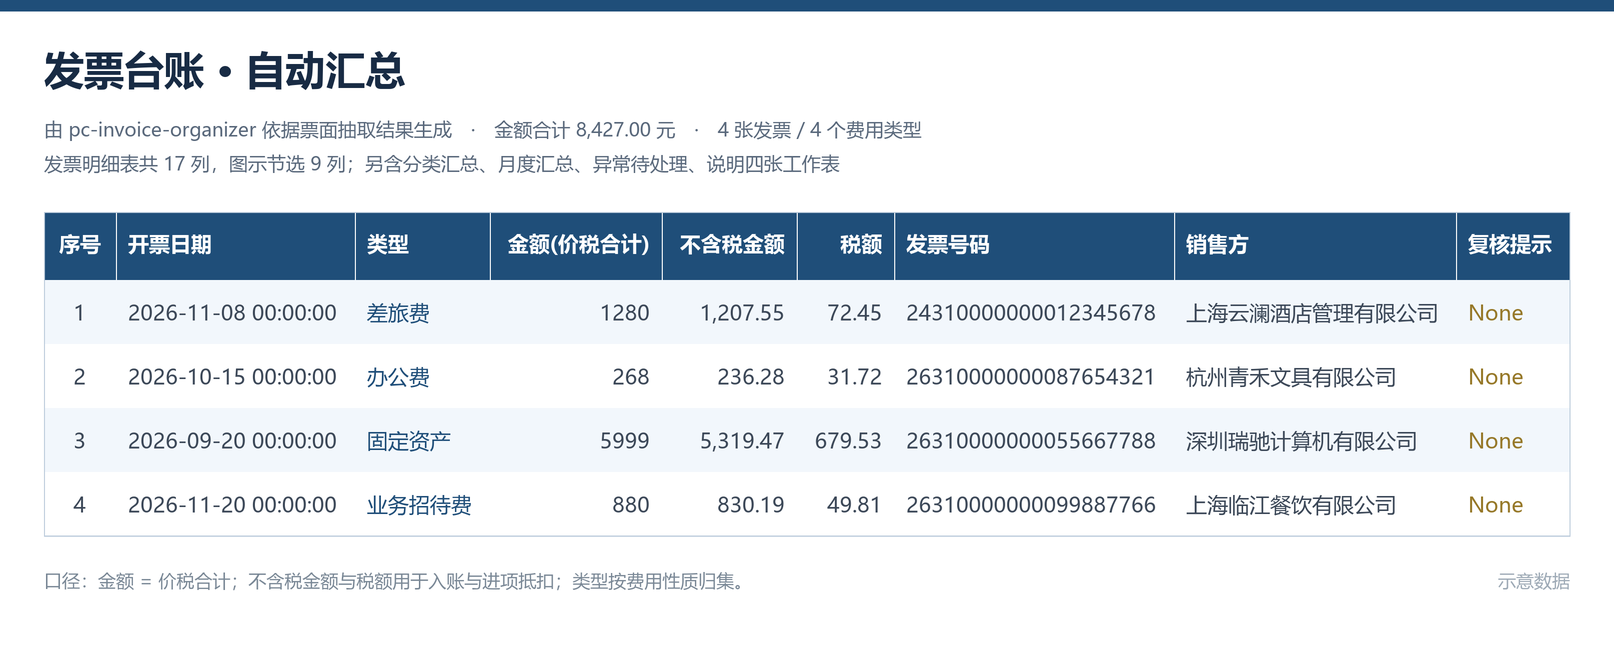 发票台账 • 自动汇总
由 pc-invoice-organizer 依据票面抽取结果生成 · 金额合计 8,427.00 元 · 4 张发票 / 4 个费用类型
发票明细表共 17 列，图示节选 9 列；另含分类汇总、月度汇总、异常待处理、说明四张工作表
序号 开票日期 类型 金额(价税合计) 不含税金额 税额 发票号码 销售方 复核提示
1 2026-11-08 00:00:00 差旅费 1280 1,207.55 72.45 24310000000012345678 上海云澜酒店管理有限公司 None
2 2026-10-15 00:00:00 办公费 268 236.28 31.72 26310000000087654321 杭州青禾文具有限公司 None
3 2026-09-20 00:00:00 固定资产 5999 5,319.47 679.53 26310000000055667788 深圳瑞驰计算机有限公司 None
4 2026-11-20 00:00:00 业务招待费 880 830.19 49.81 26310000000099887766 上海临江餐饮有限公司 None
口径：金额 = 价税合计；不含税金额与税额用于入账与进项抵扣；类型按费用性质归集。 示意数据